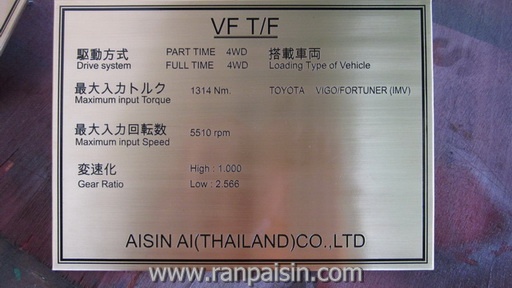 VF T/F
駆動方式 PART TIME 4WD 搭載車両
Drive system FULL TIME 4WD Loading Type of Vehicle
最大入力トルク 1314 Nm. TOYOTA VIGO/FORTUNER (IMV)
Maximum input Torque
最大入力回転数 5510 rpm
Maximum input Speed
変速化 High : 1.000
Gear Ratio Low : 2.566
AISIN AI(THAILAND)CO.,LTD
www.ranpaisin.com